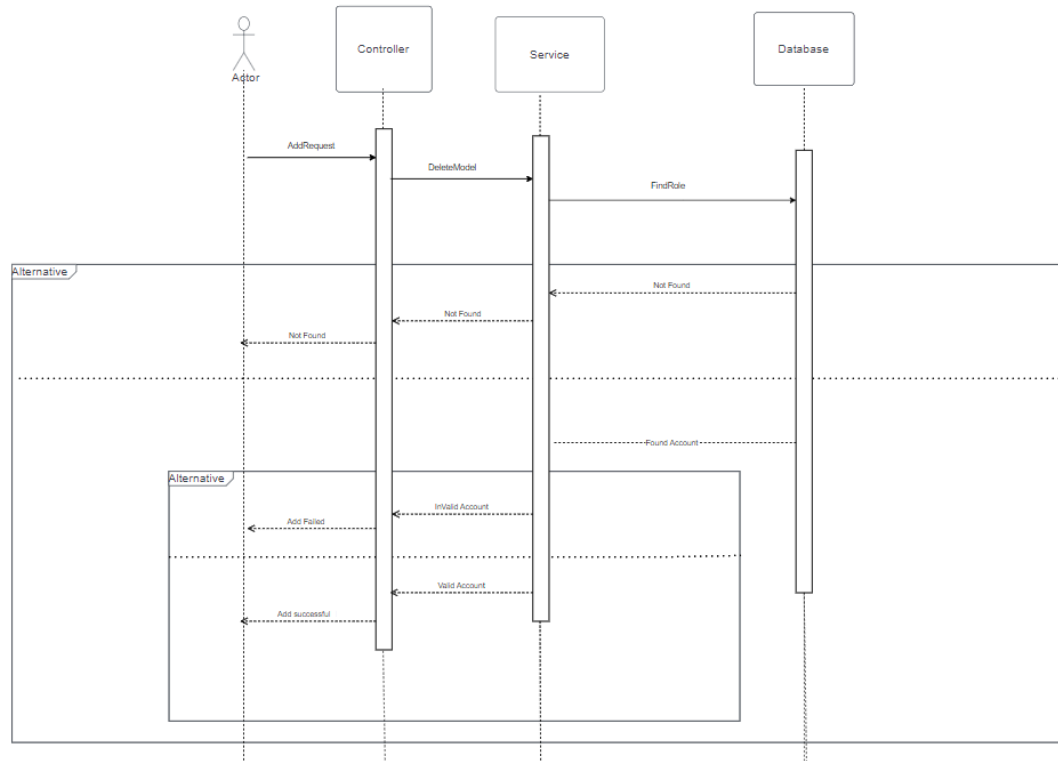 Controller
Service
Database
Actor
AddRequest
DeleteModel
FindRole
Alternative
Not Found
Not Found
Not Found
Found Account
Alternative
InValid Account
Add Failed
Valid Account
Add successful